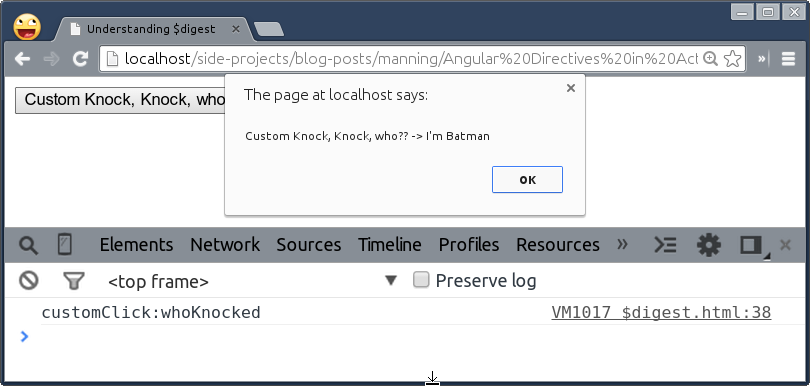 Understanding $digest
localhost/side-projects/blog-posts/manning/Angular%20Directives%20in%20Act
Custom Knock, Knock, who
The page at localhost says:
Custom Knock, Knock, who?? -> I'm Batman
OK
Elements Network Sources Timeline Profiles Resources »
<top frame> Preserve log
customClick:whoKnocked VM1017 $digest.html:38